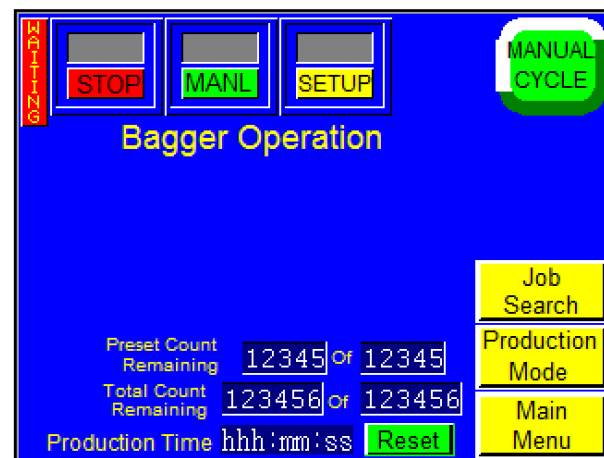 WAITING
STOP MANL SETUP
MANUAL
CYCLE
Bagger Operation
Job
Search
Preset Count
Remaining 12345 Of 12345
Production
Mode
Total Count
Remaining 123456 Of 123456
Main
Menu
Production Time hhh:mm:ss Reset